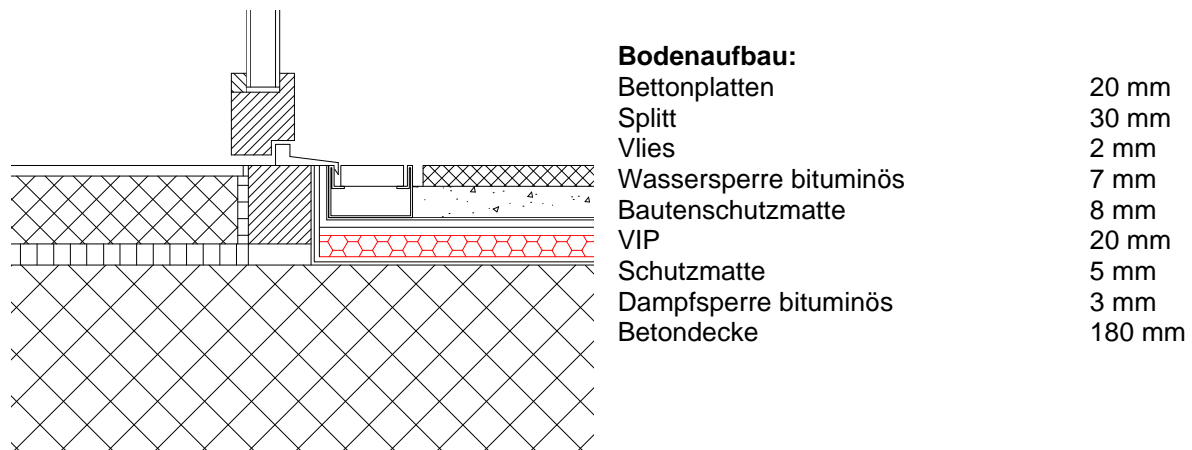 Bodenaufbau:
Bettonplatten 20 mm
Splitt 30 mm
Vlies 2 mm
Wassersperre bituminös 7 mm
Bautenschutzmatte 8 mm
VIP 20 mm
Schutzmatte 5 mm
Dampfsperre bituminös 3 mm
Betondecke 180 mm